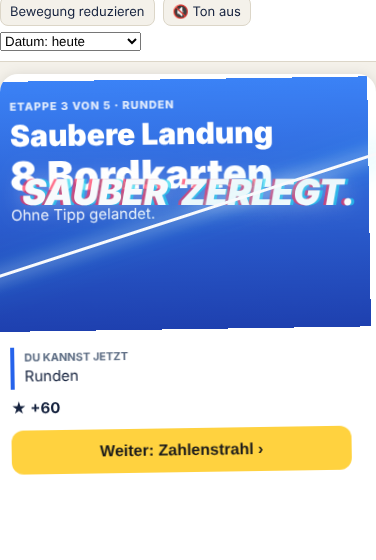 Bewegung reduzieren
🔇 Ton aus
Datum: heute
ETAPPE 3 VON 5 · RUNDEN
Saubere Landung
8 Bordkarten
SAUBER ZERLEGT.
Ohne Tipp gelandet.
DU KANNST JETZT
Runden
★ +60
Weiter: Zahlenstrahl ›